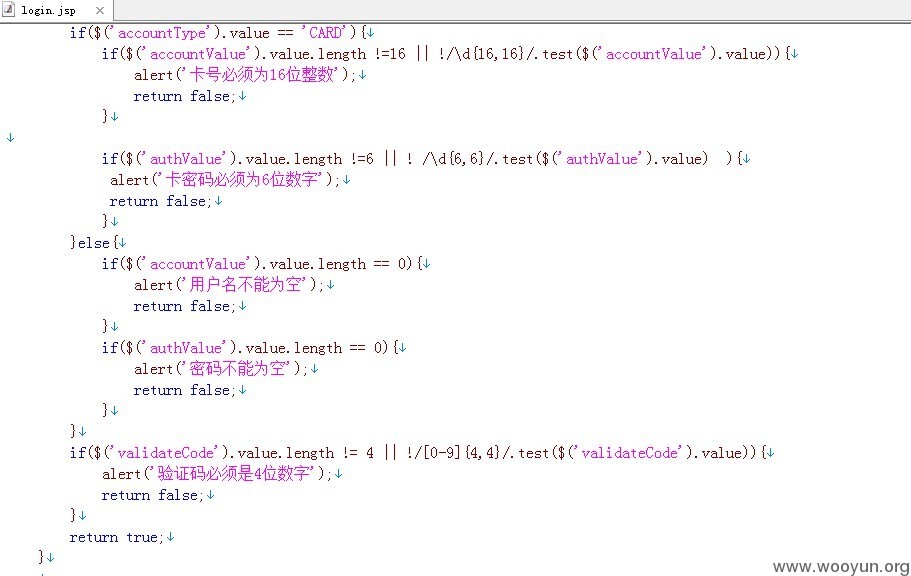 login.jsp ×
if($('accountType').value == 'CARD'){↓
if($('accountValue').value.length !=16 || !/\d{16,16}/.test($('accountValue').value)){↓
alert('卡号必须为16位整数');↓
return false;↓
}↓
↓
if($('authValue').value.length !=6 || ! /\d{6,6}/.test($('authValue').value)  ){↓
alert('卡密码必须为6位数字');↓
return false;↓
}↓
}else{↓
if($('accountValue').value.length == 0){↓
alert('用户名不能为空');↓
return false;↓
}↓
if($('authValue').value.length == 0){↓
alert('密码不能为空');↓
return false;↓
}↓
}↓
if($('validateCode').value.length != 4 || !/[0-9]{4,4}/.test($('validateCode').value)){↓
alert('验证码必须是4位数字');↓
return false;↓
}↓
return true;↓
}↓
www.wooyun.org